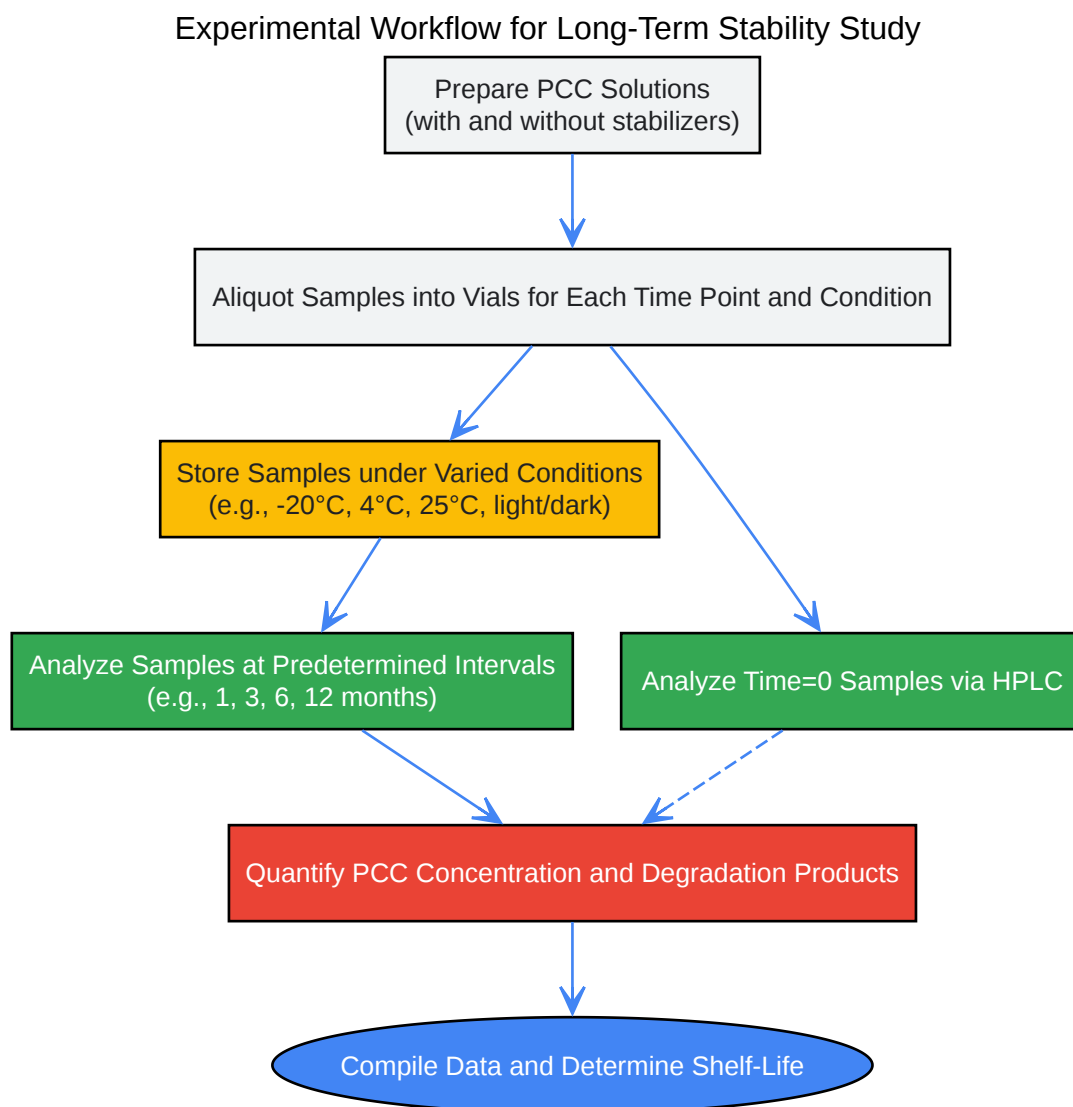 Experimental Workflow for Long-Term Stability Study
Prepare PCC Solutions
(with and without stabilizers)
Aliquot Samples into Vials for Each Time Point and Condition
Store Samples under Varied Conditions
(e.g., -20°C, 4°C, 25°C, light/dark)
Analyze Samples at Predetermined Intervals
(e.g., 1, 3, 6, 12 months)
Analyze Time=0 Samples via HPLC
Quantify PCC Concentration and Degradation Products
Compile Data and Determine Shelf-Life